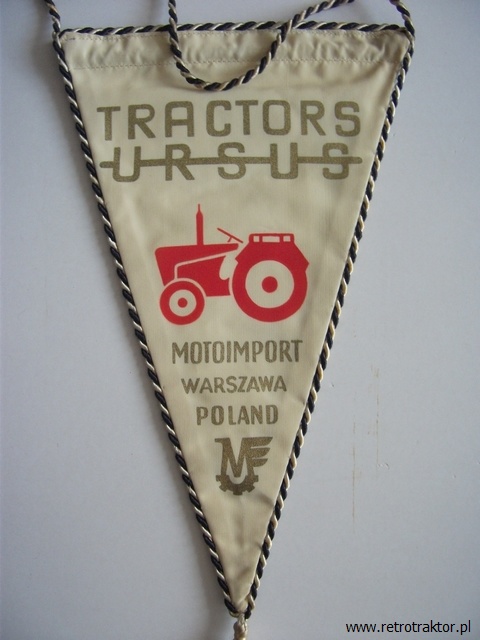 TRACTORS
URSUS
MOTOIMPORT
WARSZAWA
POLAND
M
www.retrotraktor.pl